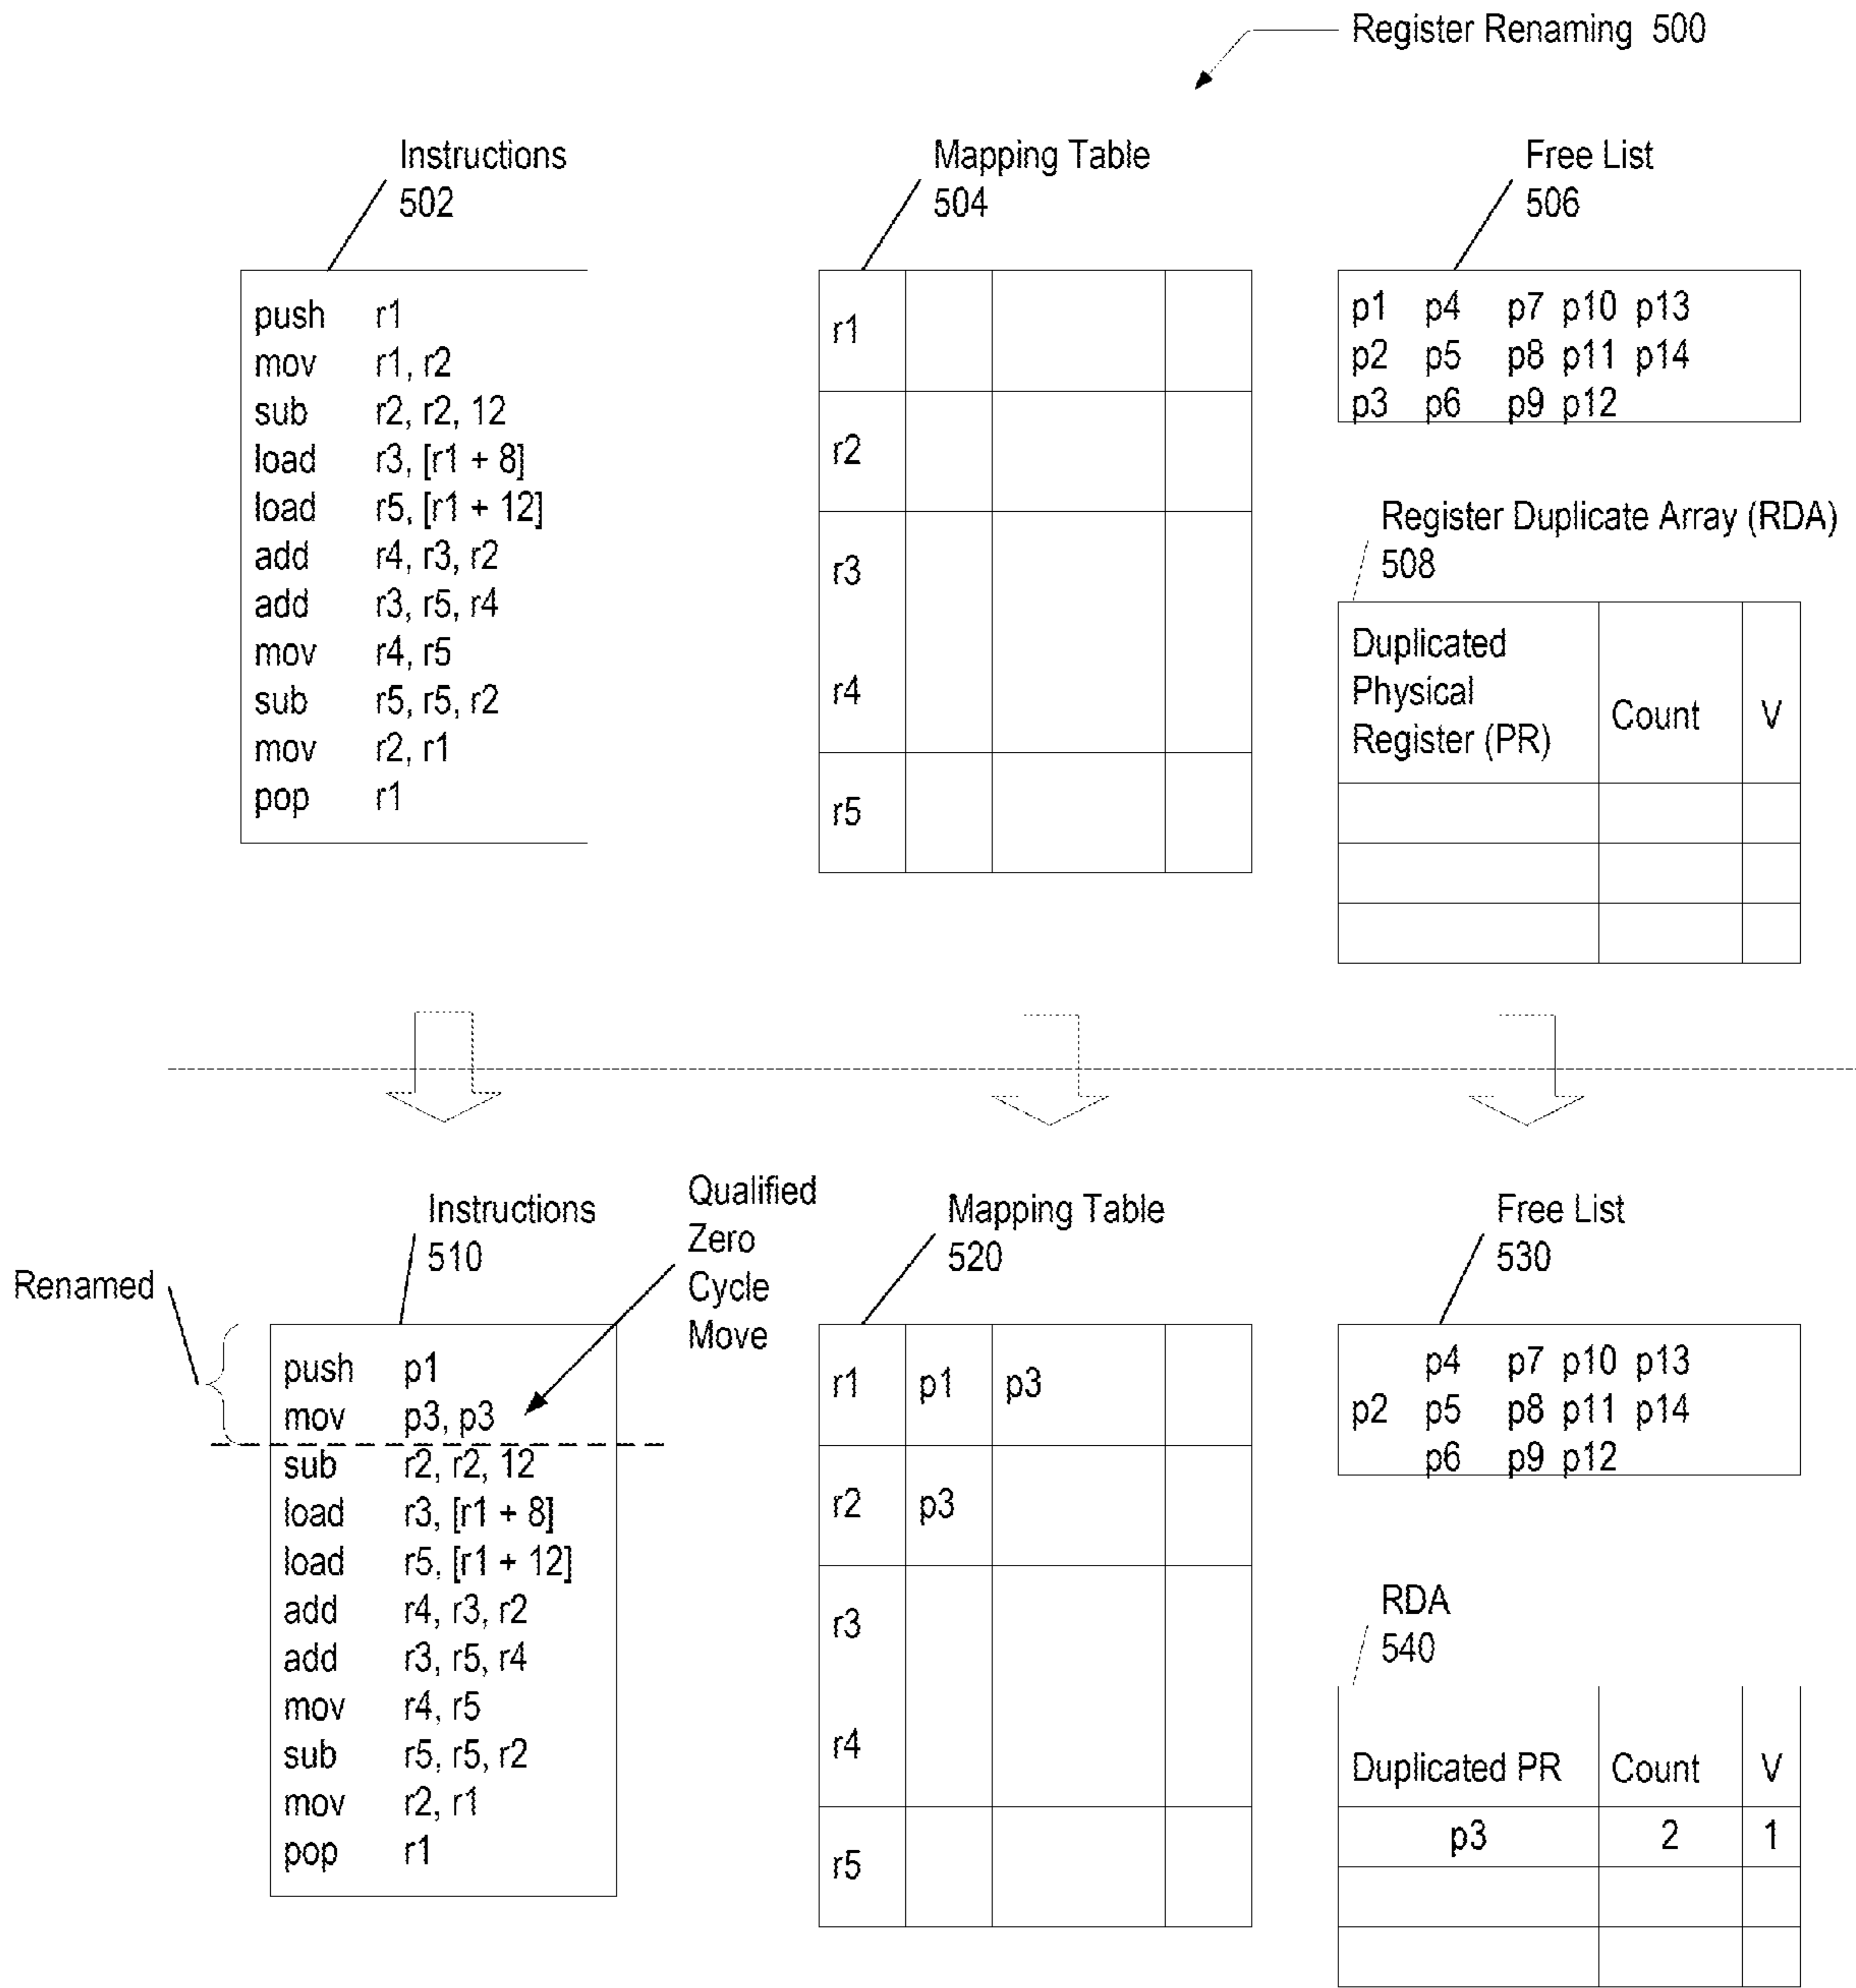 Register Renaming 500
Instructions
502
push r1
mov r1, r2
sub r2, r2, 12
load r3, [r1 + 8]
load r5, [r1 + 12]
add r4, r3, r2
add r3, r5, r4
mov r4, r5
sub r5, r5, r2
mov r2, r1
pop r1
Mapping Table
504
r1
r2
r3
r4
r5
Free List
506
p1 p4 p7 p10 p13
p2 p5 p8 p11 p14
p3 p6 p9 p12
Register Duplicate Array (RDA)
508
Duplicated
Physical
Register (PR)
Count
V
Renamed
Instructions
510
Qualified
Zero
Cycle
Move
push p1
mov p3, p3
sub r2, r2, 12
load r3, [r1 + 8]
load r5, [r1 + 12]
add r4, r3, r2
add r3, r5, r4
mov r4, r5
sub r5, r5, r2
mov r2, r1
pop r1
Mapping Table
520
r1 p1 p3
r2 p3
r3
r4
r5
Free List
530
p4 p7 p10 p13
p2 p5 p8 p11 p14
p6 p9 p12
RDA
540
Duplicated PR Count V
p3 2 1